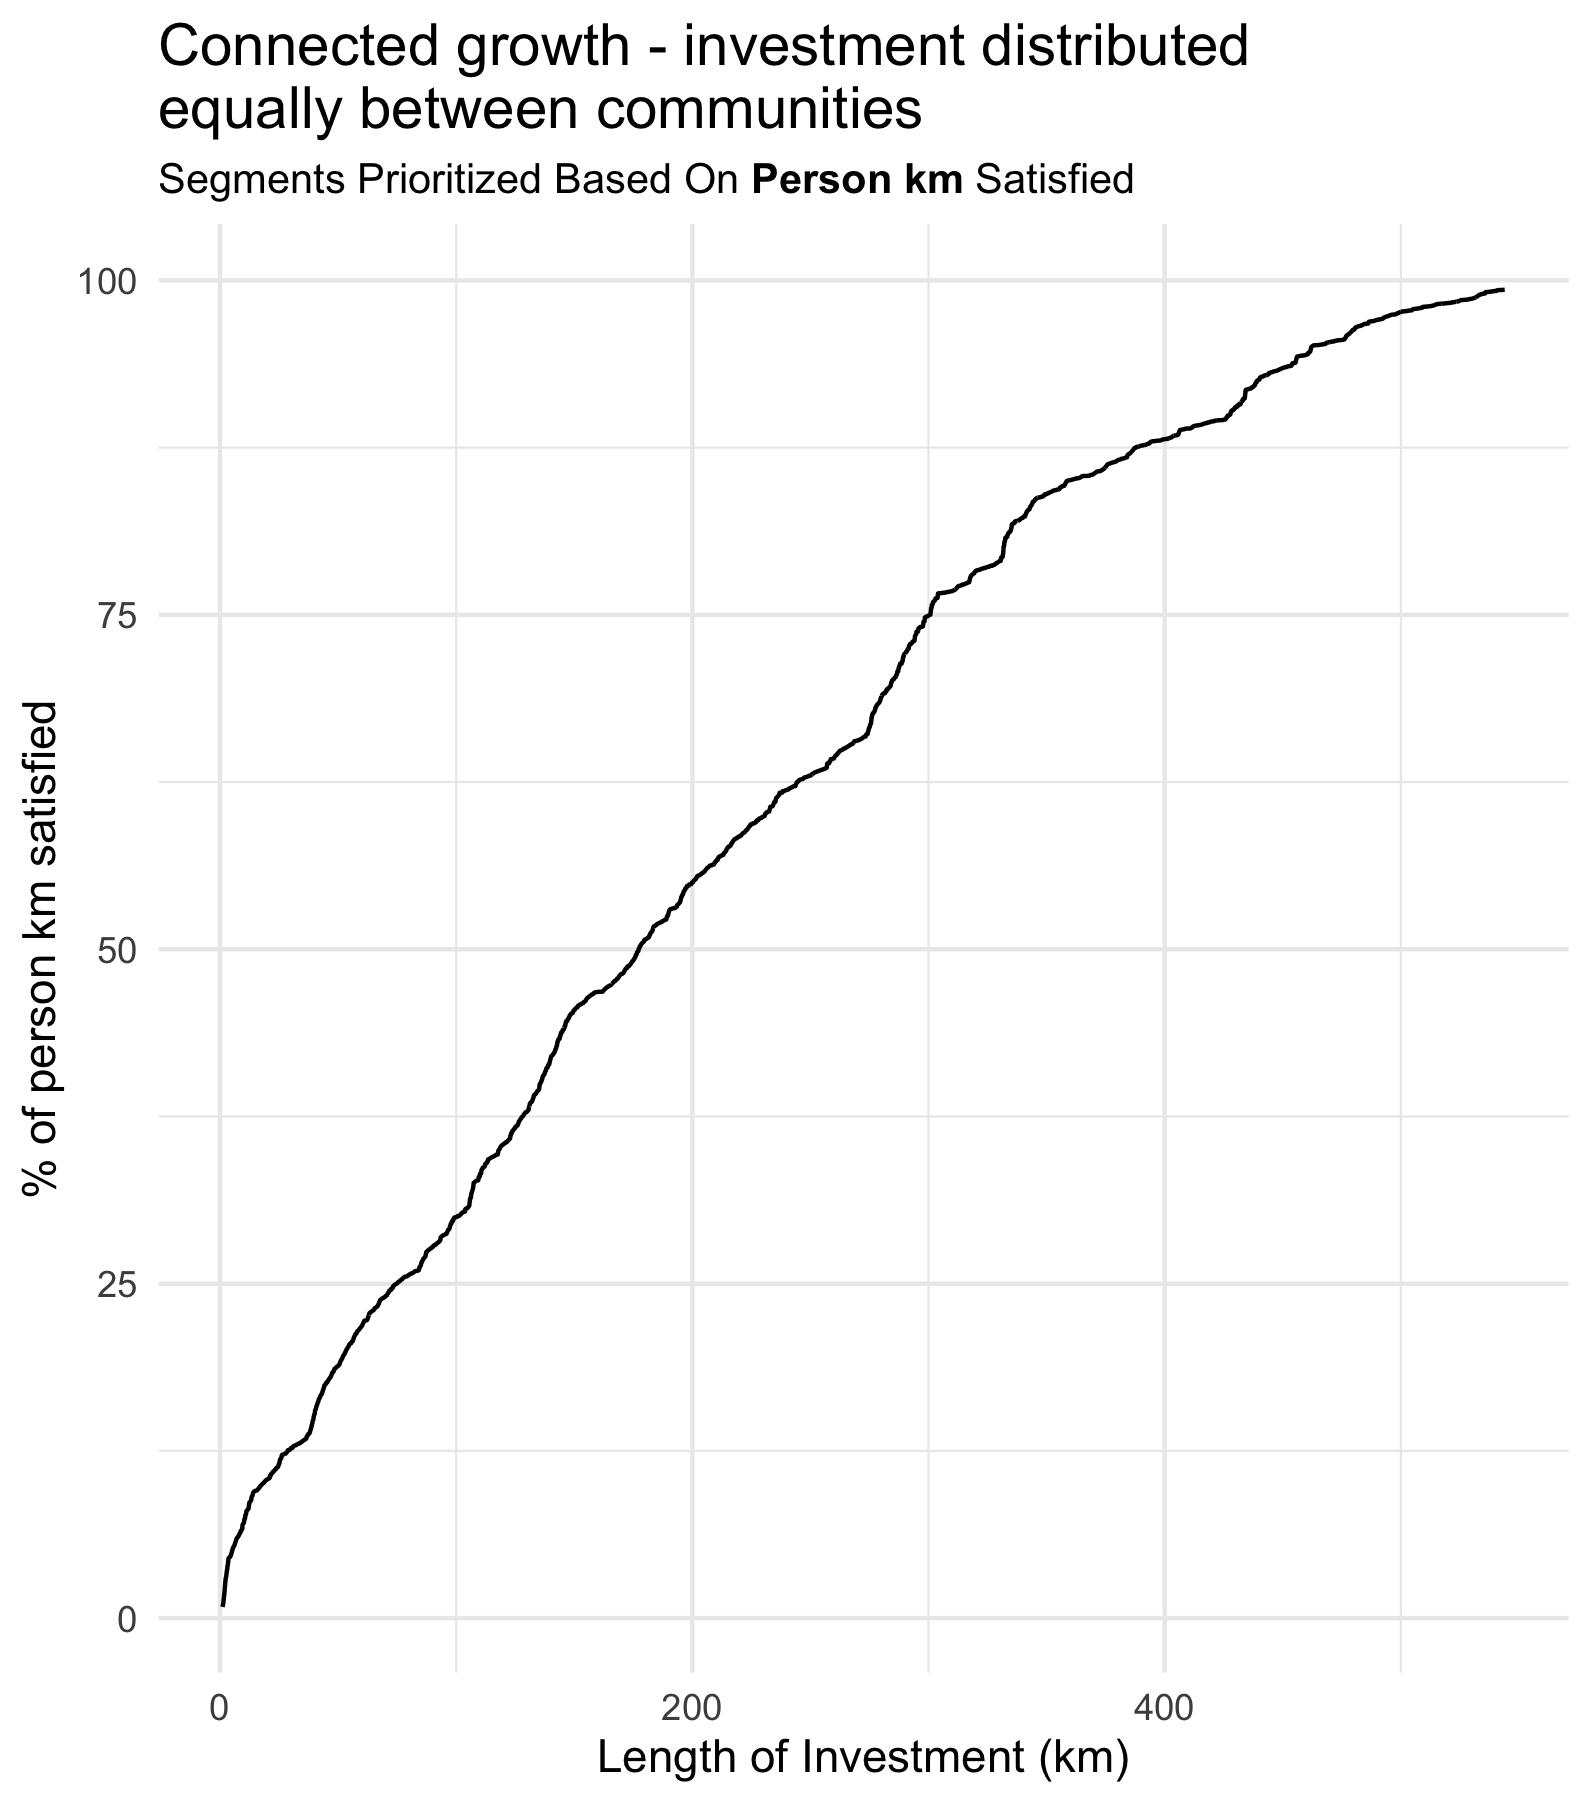 Connected growth - investment distributed
equally between communities
Segments Prioritized Based On Person km Satisfied
100
75
50
25
0
% of person km satisfied
0 200 400
Length of Investment (km)